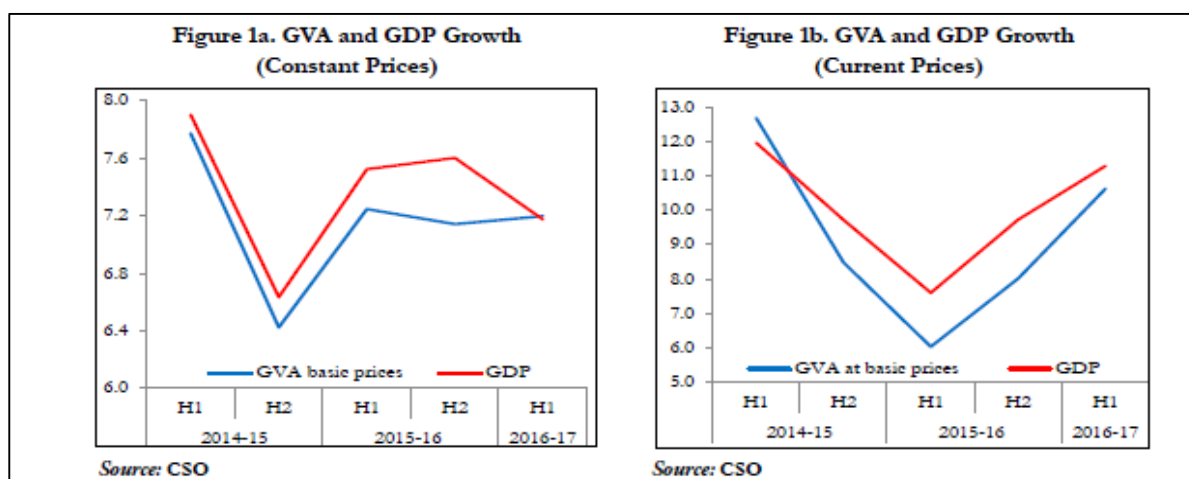 Figure 1a. GVA and GDP Growth
(Constant Prices)
8.0
7.6
7.2
6.8
6.4
6.0
GVA basic prices
GDP
H1 H2 H1 H2 H1
2014-15 2015-16 2016-17
Source: CSO
Figure 1b. GVA and GDP Growth
(Current Prices)
13.0
12.0
11.0
10.0
9.0
8.0
7.0
6.0
5.0
GVA at basic prices
GDP
H1 H2 H1 H2 H1
2014-15 2015-16 2016-17
Source: CSO